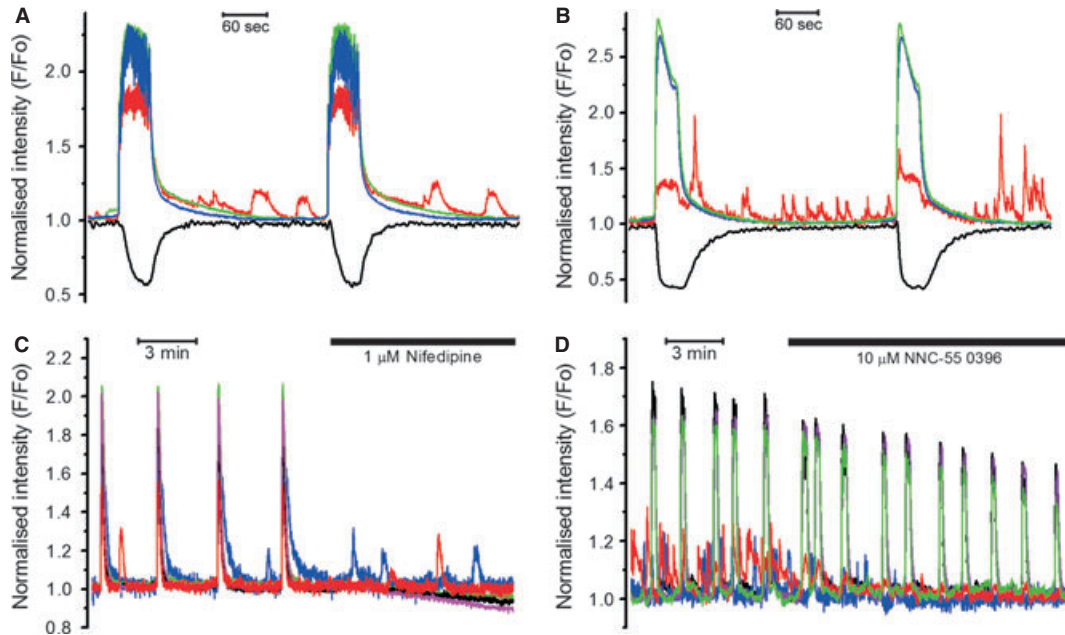 A
60 sec
Normalised intensity (F/Fo)
2.0
1.5
1.0
0.5
B
60 sec
Normalised intensity (F/Fo)
2.5
2.0
1.5
1.0
0.5
C
3 min
1 µM Nifedipine
Normalised intensity (F/Fo)
2.2
2.0
1.8
1.6
1.4
1.2
1.0
0.8
D
3 min
10 µM NNC-55 0396
Normalised intensity (F/Fo)
1.8
1.6
1.4
1.2
1.0